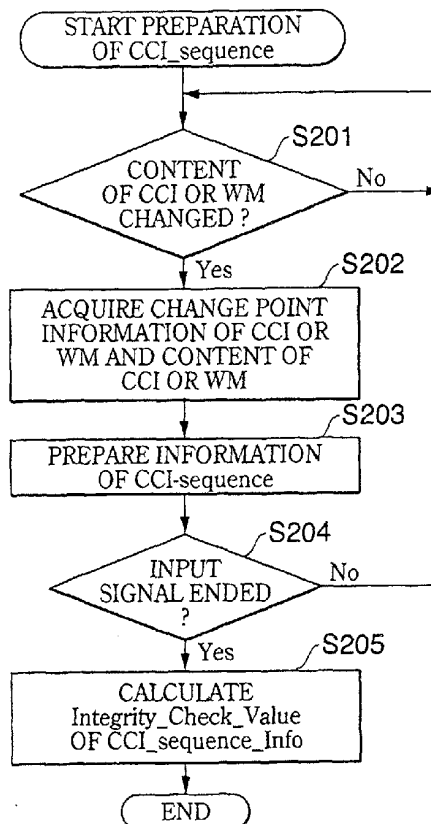 START PREPARATION
OF CCI_sequence
S201
CONTENT
OF CCI OR WM
CHANGED ?
No
Yes
S202
ACQUIRE CHANGE POINT
INFORMATION OF CCI OR
WM AND CONTENT OF
CCI OR WM
S203
PREPARE INFORMATION
OF CCI-sequence
S204
INPUT
SIGNAL ENDED
?
No
Yes
S205
CALCULATE
Integrity_Check_Value
OF CCI_sequence_Info
END